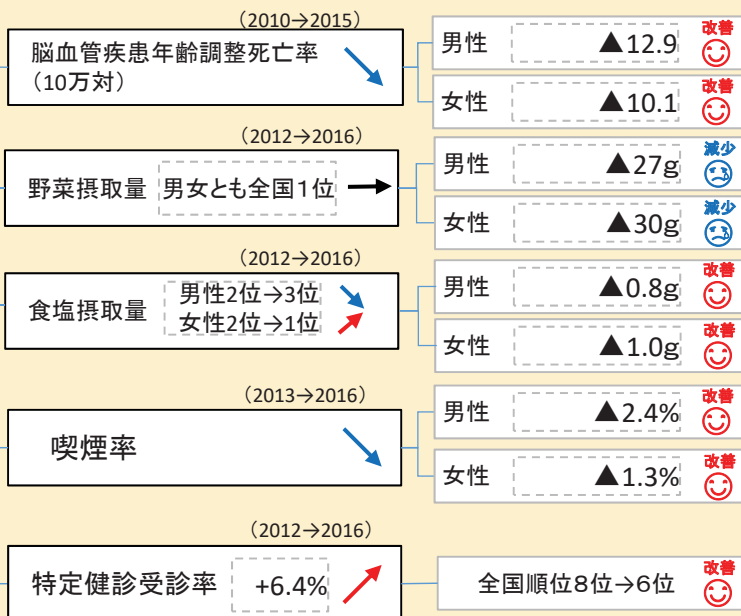 (2010→2015)
脳血管疾患年齢調整死亡率
(10万対)
男性 ▲12.9 改善
女性 ▲10.1 改善
(2012→2016)
野菜摂取量 男女とも全国1位
男性 ▲27g 減少
女性 ▲30g 減少
(2012→2016)
食塩摂取量 男性2位→3位
女性2位→1位
男性 ▲0.8g 改善
女性 ▲1.0g 改善
(2013→2016)
喫煙率
男性 ▲2.4% 改善
女性 ▲1.3% 改善
(2012→2016)
特定健診受診率 +6.4%
全国順位8位→6位 改善